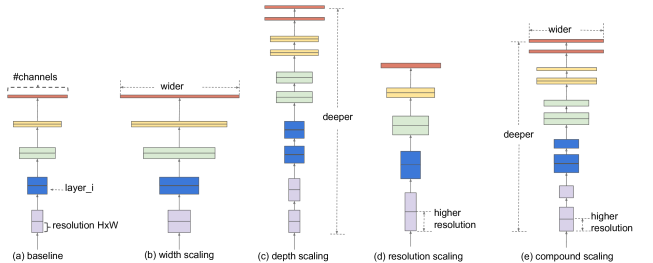 #channels
layer_i
resolution HxW
(a) baseline
wider
(b) width scaling
deeper
(c) depth scaling
higher
resolution
(d) resolution scaling
wider
deeper
higher
resolution
(e) compound scaling